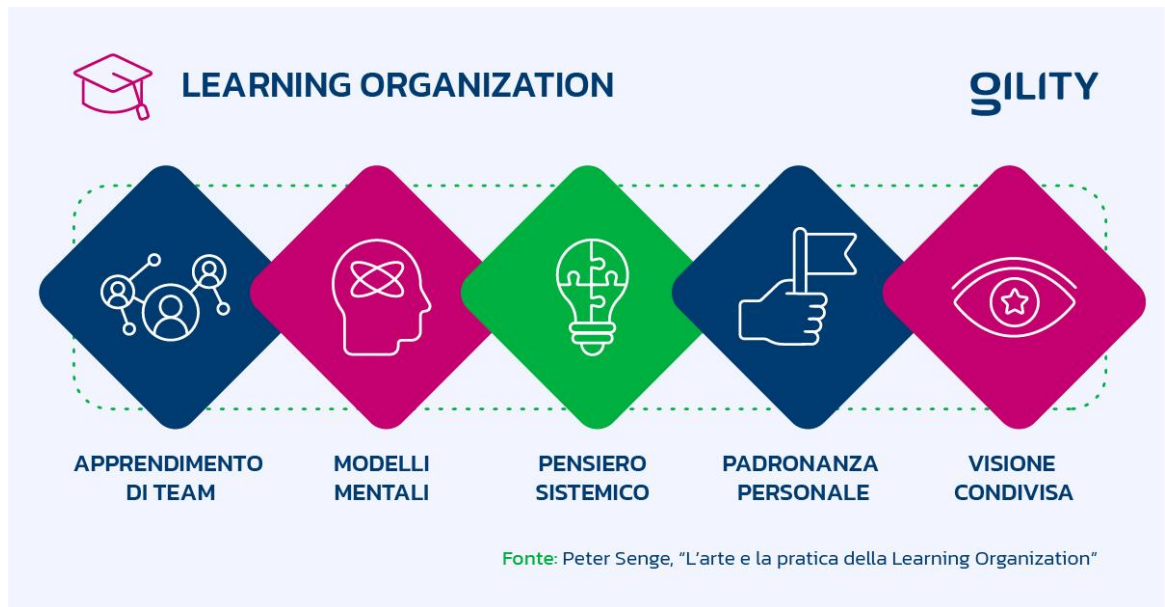 LEARNING ORGANIZATION
gILITY
APPRENDIMENTO
DI TEAM
MODELLI
MENTALI
PENSIERO
SISTEMICO
PADRONANZA
PERSONALE
VISIONE
CONDIVISA
Fonte: Peter Senge, “L’arte e la pratica della Learning Organization”